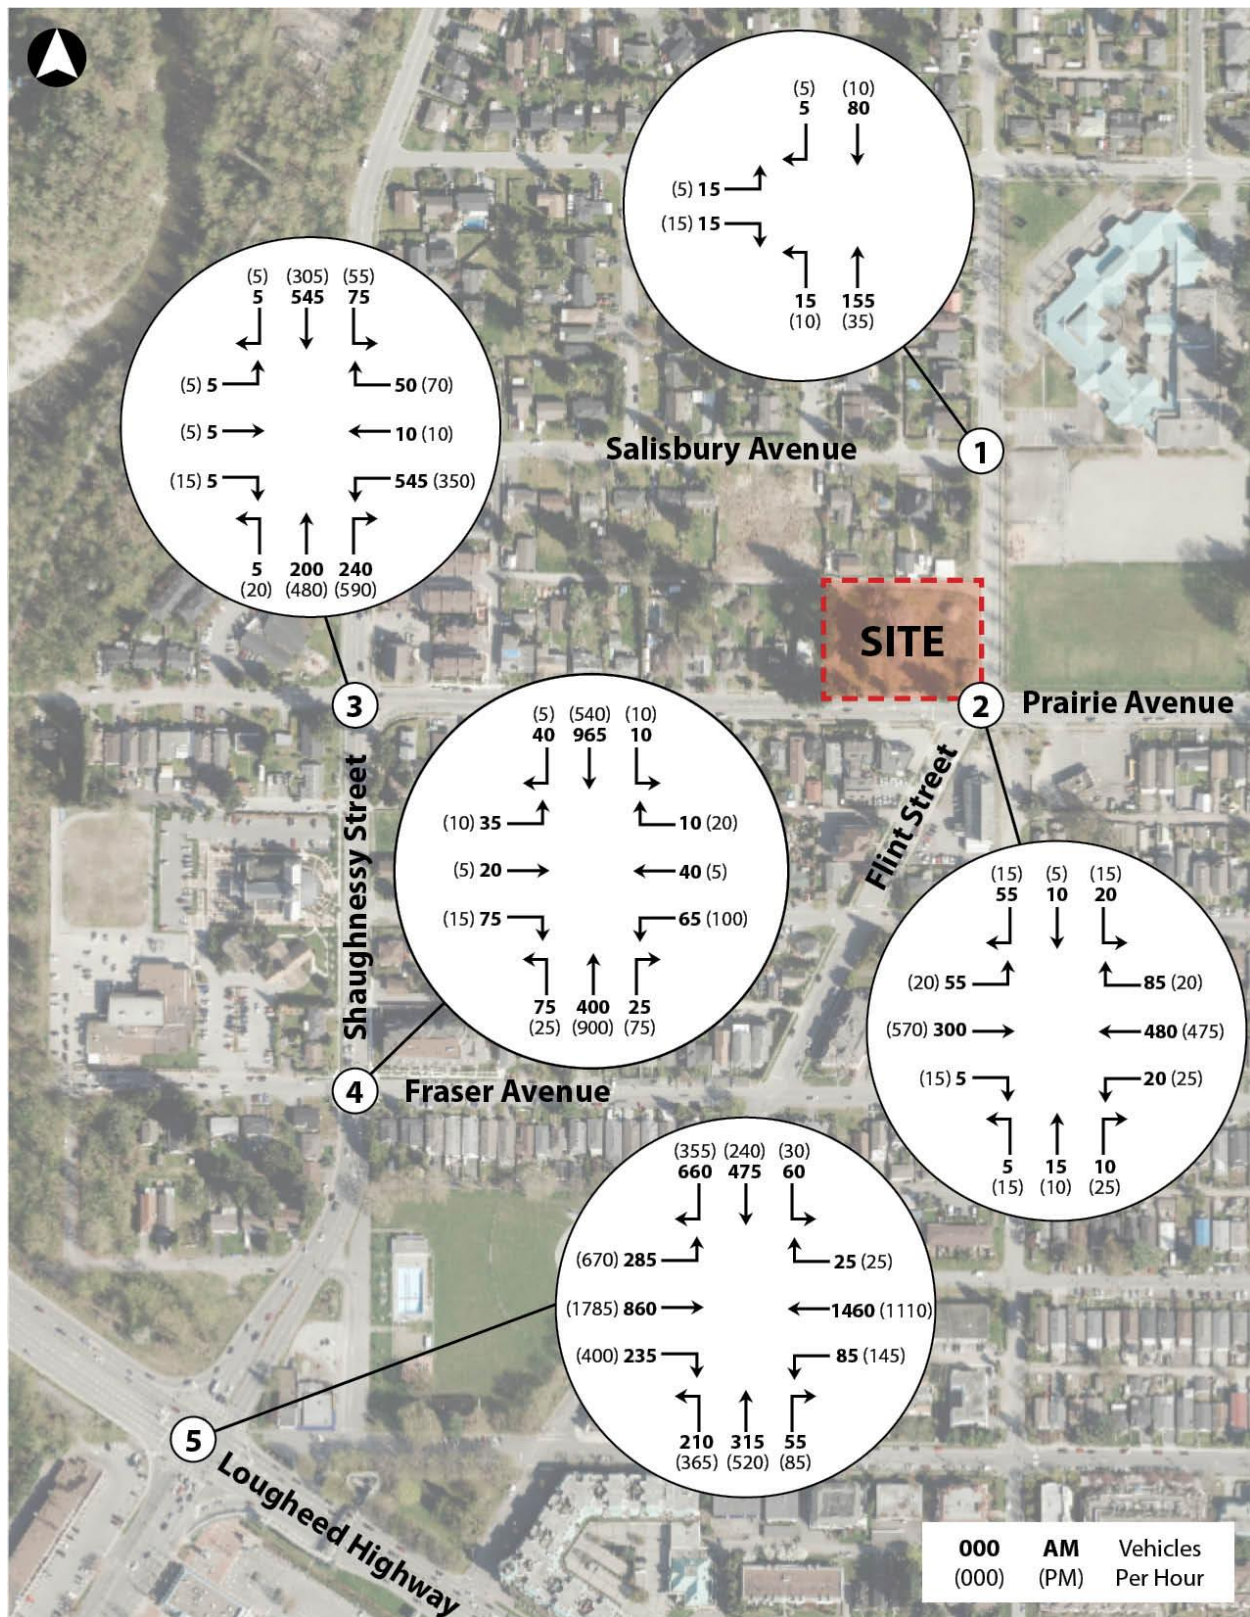 (5) (10)
5 80
(5) 15
(15) 15
15 155
(10) (35)
(5) (305) (55)
5 545 75
(5) 5 50 (70)
(5) 5 10 (10)
(15) 5 545 (350)
5 200 240
(20) (480) (590)
Salisbury Avenue 1
SITE
3
2 Prairie Avenue
(5) (540) (10)
40 965 10
(10) 35 10 (20)
(5) 20 40 (5)
(15) 75 65 (100)
75 400 25
(25) (900) (75)
Shaughnessy Street
Flint Street
(15) (5) (15)
55 10 20
(20) 55 85 (20)
(570) 300 480 (475)
(15) 5 20 (25)
5 15 10
(15) (10) (25)
4 Fraser Avenue
(355) (240) (30)
660 475 60
(670) 285 25 (25)
(1785) 860 1460 (1110)
(400) 235 85 (145)
210 315 55
(365) (520) (85)
5
Lougheed Highway
000 AM Vehicles
(000) (PM) Per Hour